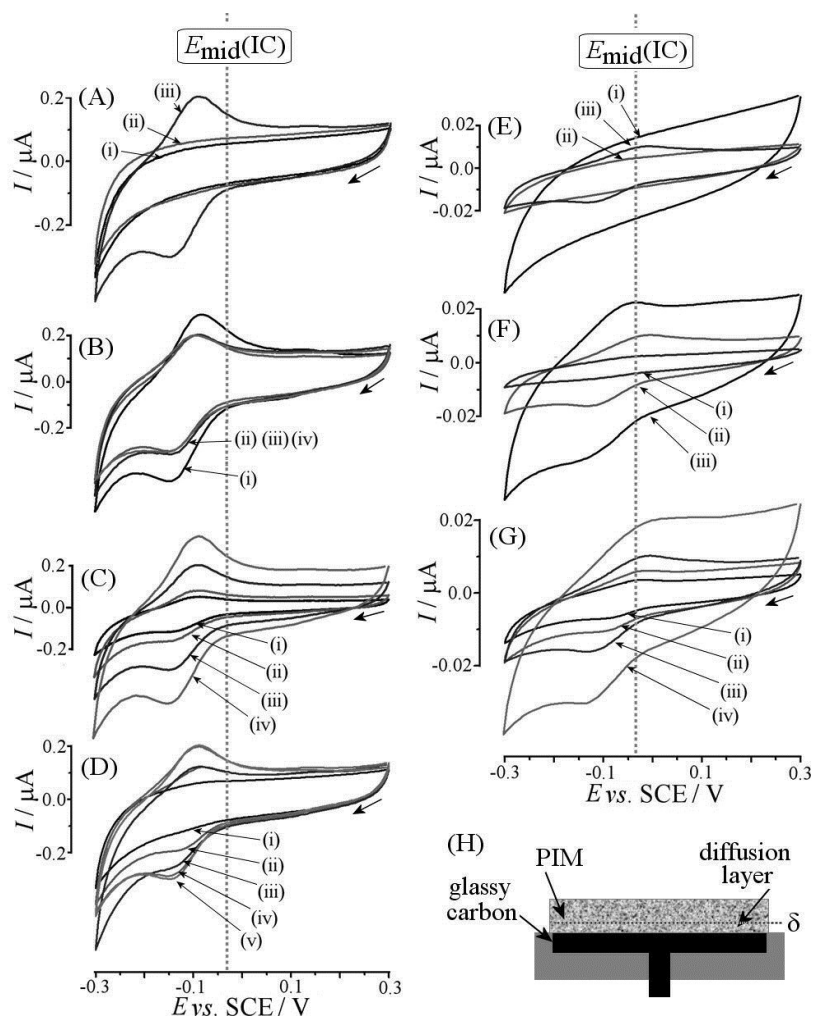 Emid(IC)
(A)
(iii)
(ii)
(i)
0.2
0.0
-0.2
I / μA
(B)
0.2
0.0
-0.2
I / μA
(ii) (iii) (iv)
(i)
(C)
0.2
0.0
-0.2
I / μA
(i)
(ii)
(iii)
(iv)
(D)
0.2
0.0
-0.2
I / μA
(i)
(ii)
(iii)
(iv)
(v)
-0.3 -0.1 0.1 0.3
E vs. SCE / V
Emid(IC)
(E)
(i)
(iii)
(ii)
0.02
0.00
-0.02
I / μA
(F)
0.02
0.00
-0.02
I / μA
(i)
(ii)
(iii)
(G)
0.02
0.00
-0.02
I / μA
(i)
(ii)
(iii)
(iv)
-0.3 -0.1 0.1 0.3
E vs. SCE / V
(H)
PIM
diffusion
layer
glassy
carbon
δ